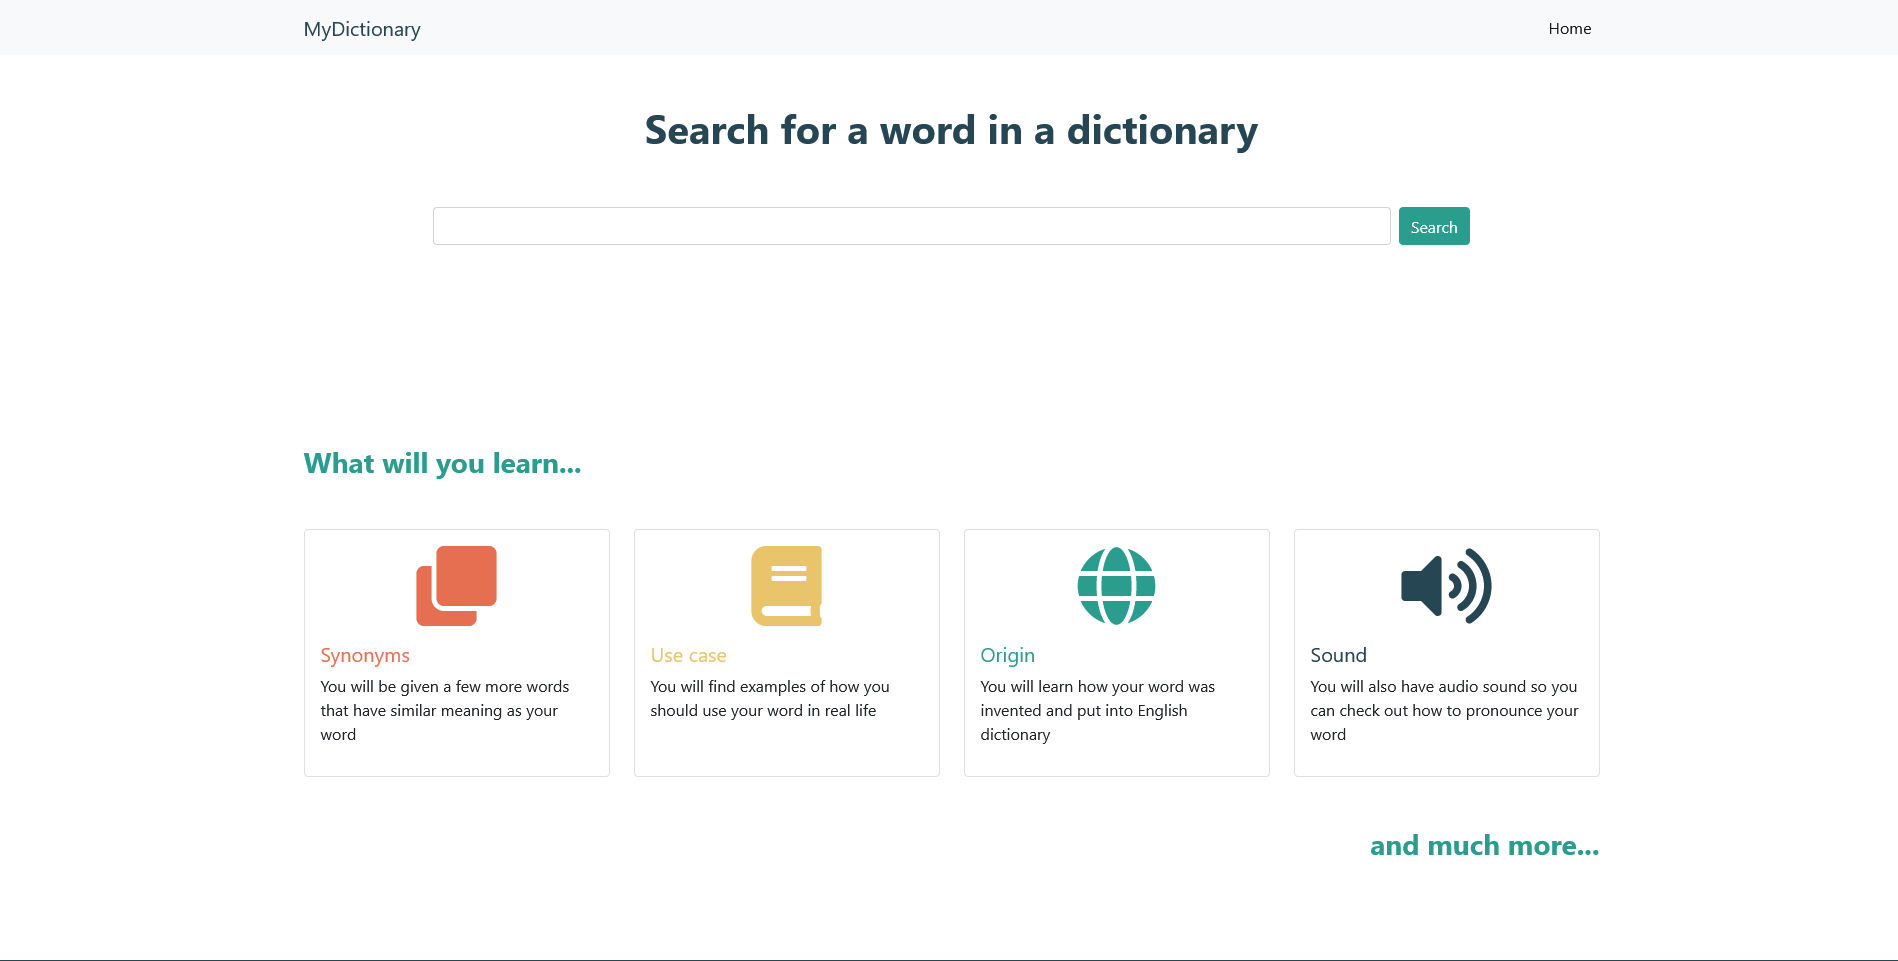 MyDictionary
Home
Search for a word in a dictionary
Search
What will you learn...
Synonyms
You will be given a few more words
that have similar meaning as your
word
Use case
You will find examples of how you
should use your word in real life
Origin
You will learn how your word was
invented and put into English
dictionary
Sound
You will also have audio sound so you
can check out how to pronounce your
word
and much more...